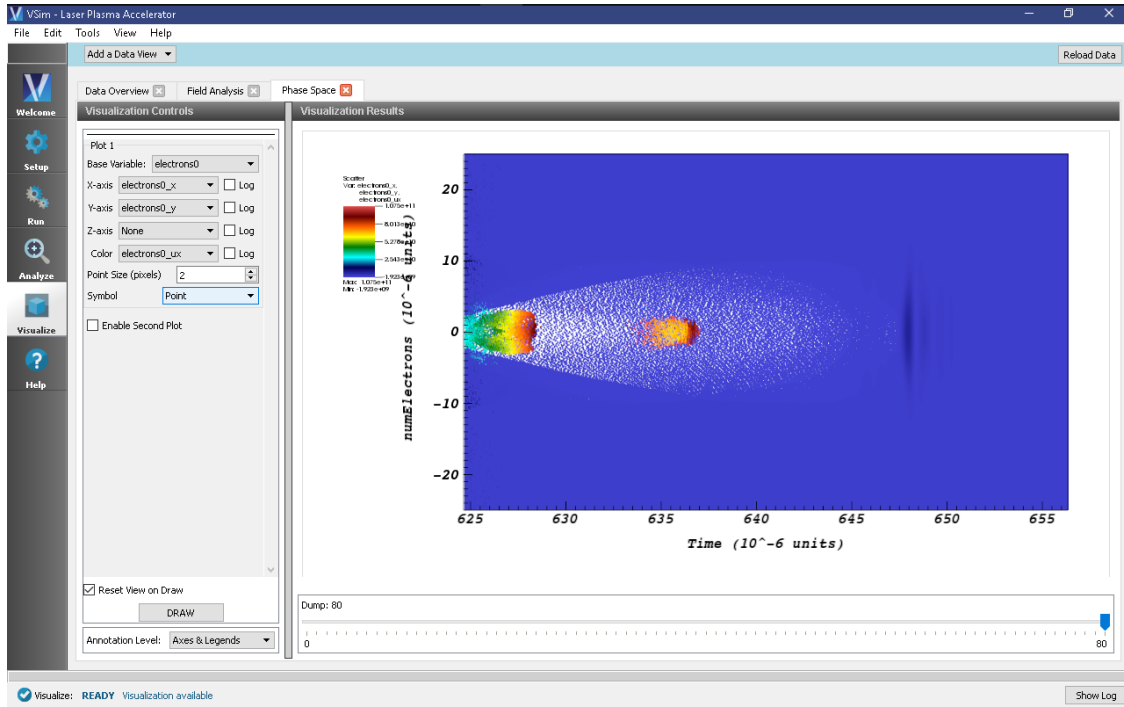 VSim - Laser Plasma Accelerator
File Edit Tools View Help
Add a Data View
Reload Data
Welcome
Setup
Run
Analyze
Visualize
Help
Data Overview Field Analysis Phase Space
Visualization Controls
Plot 1
Base Variable: electrons0
X-axis electrons0_x Log
Y-axis electrons0_y Log
Z-axis None Log
Color electrons0_ux Log
Point Size (pixels) 2
Symbol Point
Enable Second Plot
Reset View on Draw
DRAW
Annotation Level: Axes & Legends
Visualization Results
Scatter
Var: electrons0_x,
electrons0_y,
electrons0_ux
1.075e+11
Max: 1.075e+11
Min: -1.923e+09
numElectrons (10^-6 units)
20
10
0
-10
-20
625 630 635 640 645 650 655
Time (10^-6 units)
Dump: 80
0 80
Visualize: READY Visualization available
Show Log